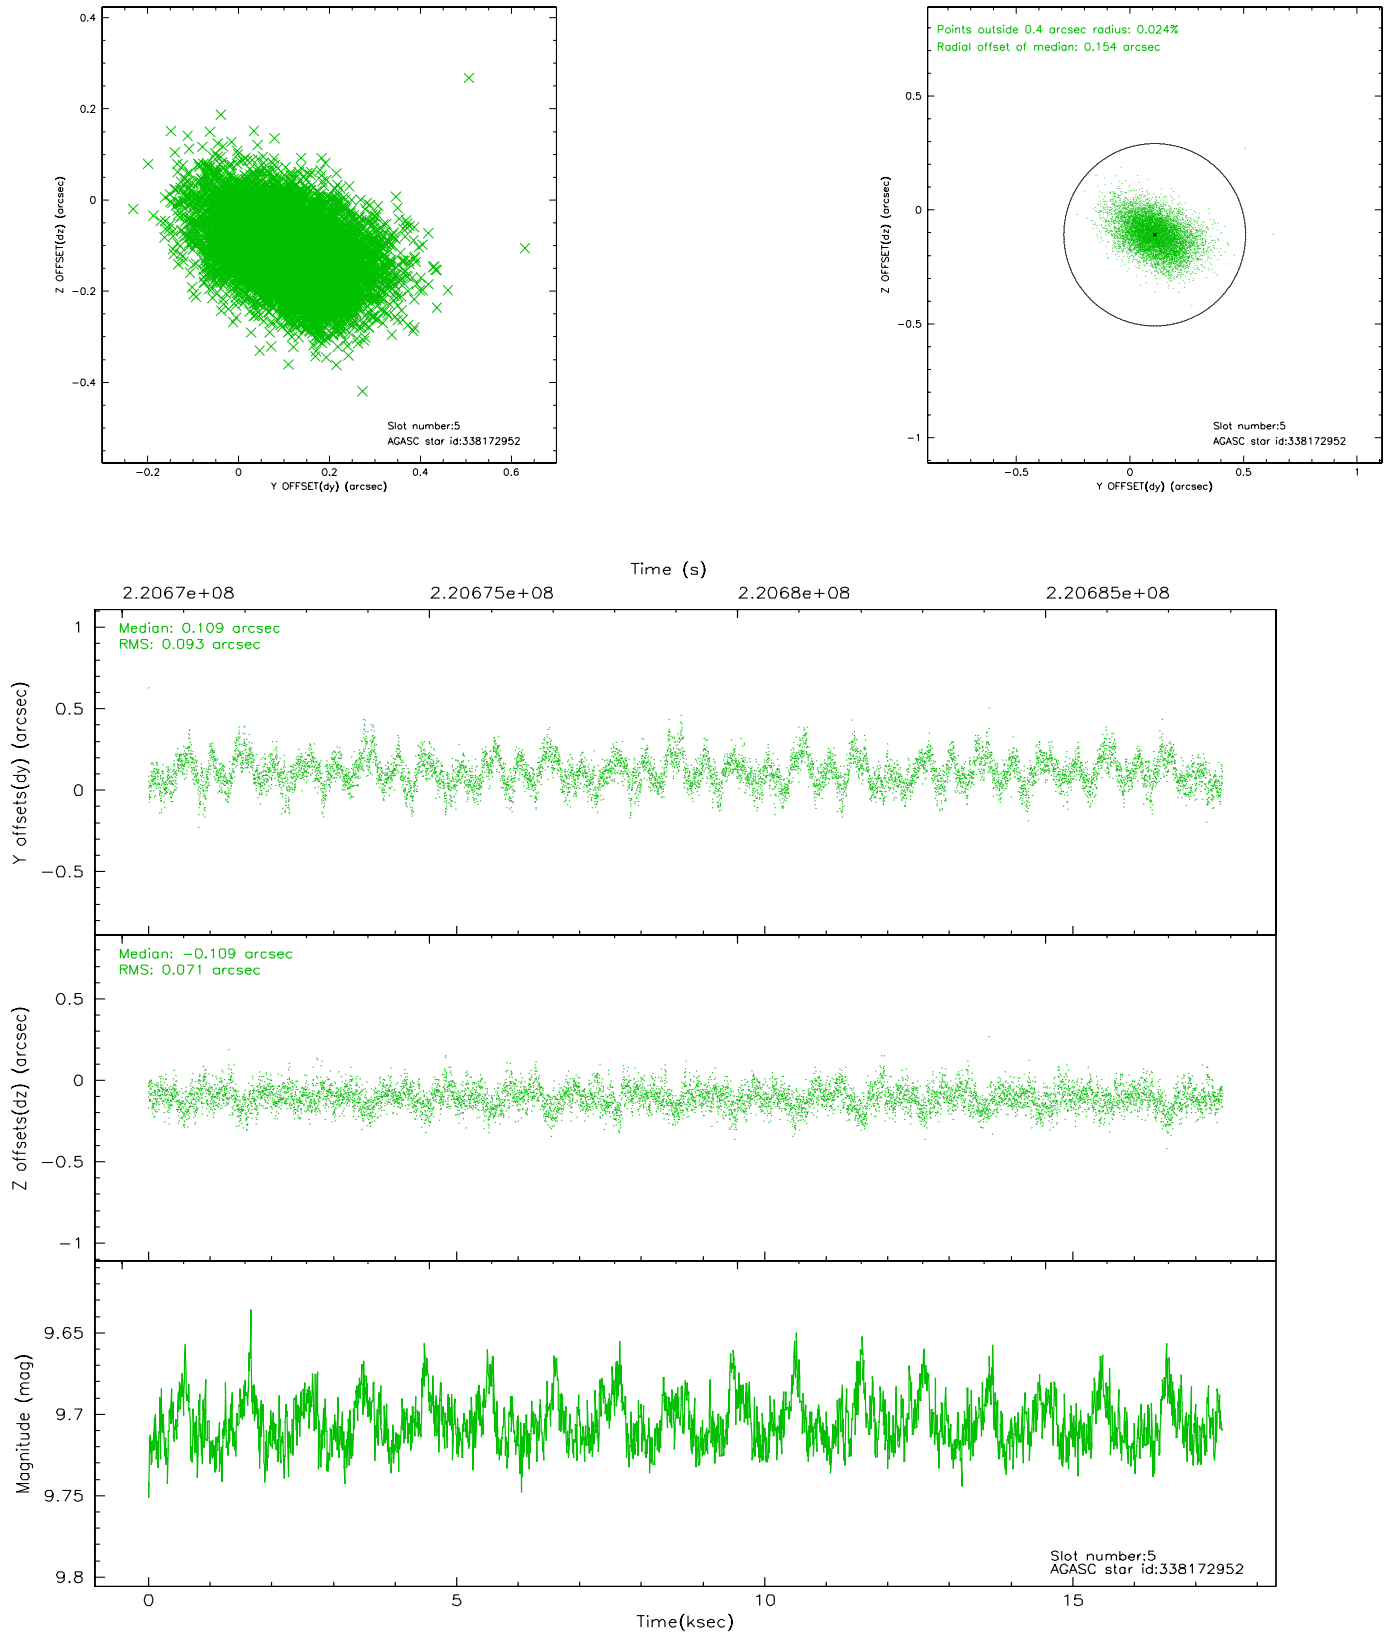 0.4
0.2
0
−0.2
−0.4
Z OFFSET(dz) (arcsec)
Slot number:5
AGASC star id:338172952
−0.2
0
0.2
0.4
0.6
Y OFFSET(dy) (arcsec)
Points outside 0.4 arcsec radius: 0.024%
Radial offset of median: 0.154 arcsec
0.5
0
−0.5
−1
Z OFFSET(dz) (arcsec)
Slot number:5
AGASC star id:338172952
−0.5
0
0.5
1
Y OFFSET(dy) (arcsec)
Time (s)
2.2067e+08
2.20675e+08
2.2068e+08
2.20685e+08
Median: 0.109 arcsec
RMS: 0.093 arcsec
1
0.5
0
−0.5
Y offsets(dy) (arcsec)
Median: −0.109 arcsec
RMS: 0.071 arcsec
0.5
0
−0.5
−1
Z offsets(dz) (arcsec)
9.65
9.7
9.75
9.8
Magnitude (mag)
Slot number:5
AGASC star id:338172952
0
5
10
15
Time(ksec)